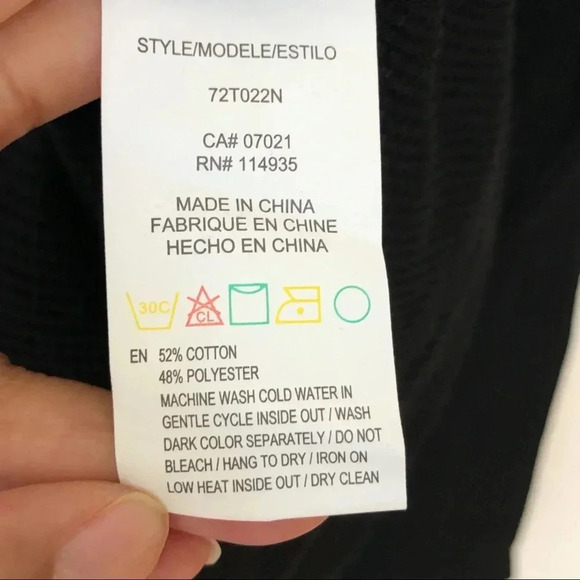 STYLE/MODELE/ESTILO
72T022N
CA# 07021
RN# 114935
MADE IN CHINA
FABRIQUE EN CHINE
HECHO EN CHINA
30C CL
EN 52% COTTON
48% POLYESTER
MACHINE WASH COLD WATER IN
GENTLE CYCLE INSIDE OUT / WASH
DARK COLOR SEPARATELY / DO NOT
BLEACH / HANG TO DRY / IRON ON
LOW HEAT INSIDE OUT / DRY CLEAN